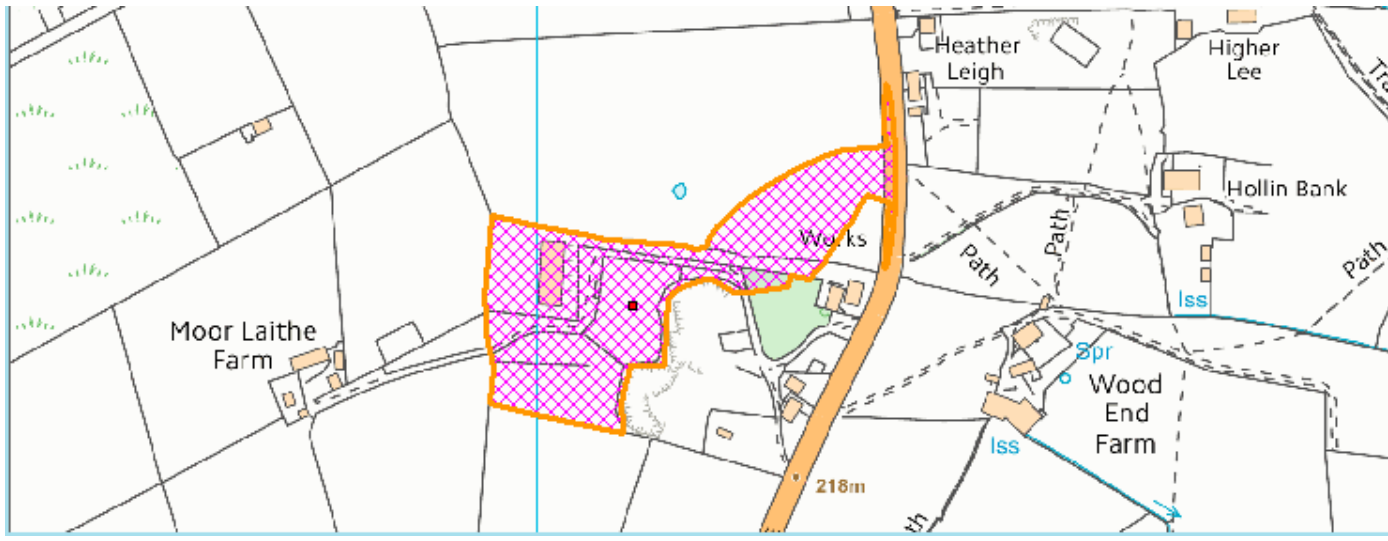 Heather
Leigh
Higher
Lee
Hollin Bank
Works
Path
Path
Path
Iss
Moor Laithe
Farm
Spr
Wood
End
Farm
Iss
218m